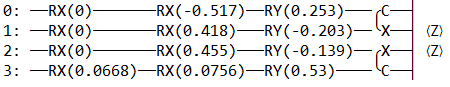 0: ──RX(0)───────RX(-0.517)──RY(0.253)──╭C──┤
1: ──RX(0)───────RX(0.418)───RY(-0.203)─╰X──┤ ⟨Z⟩
2: ──RX(0)───────RX(0.455)───RY(-0.139)─╭X──┤ ⟨Z⟩
3: ──RX(0.0668)──RX(0.0756)──RY(0.53)───╰C──┤